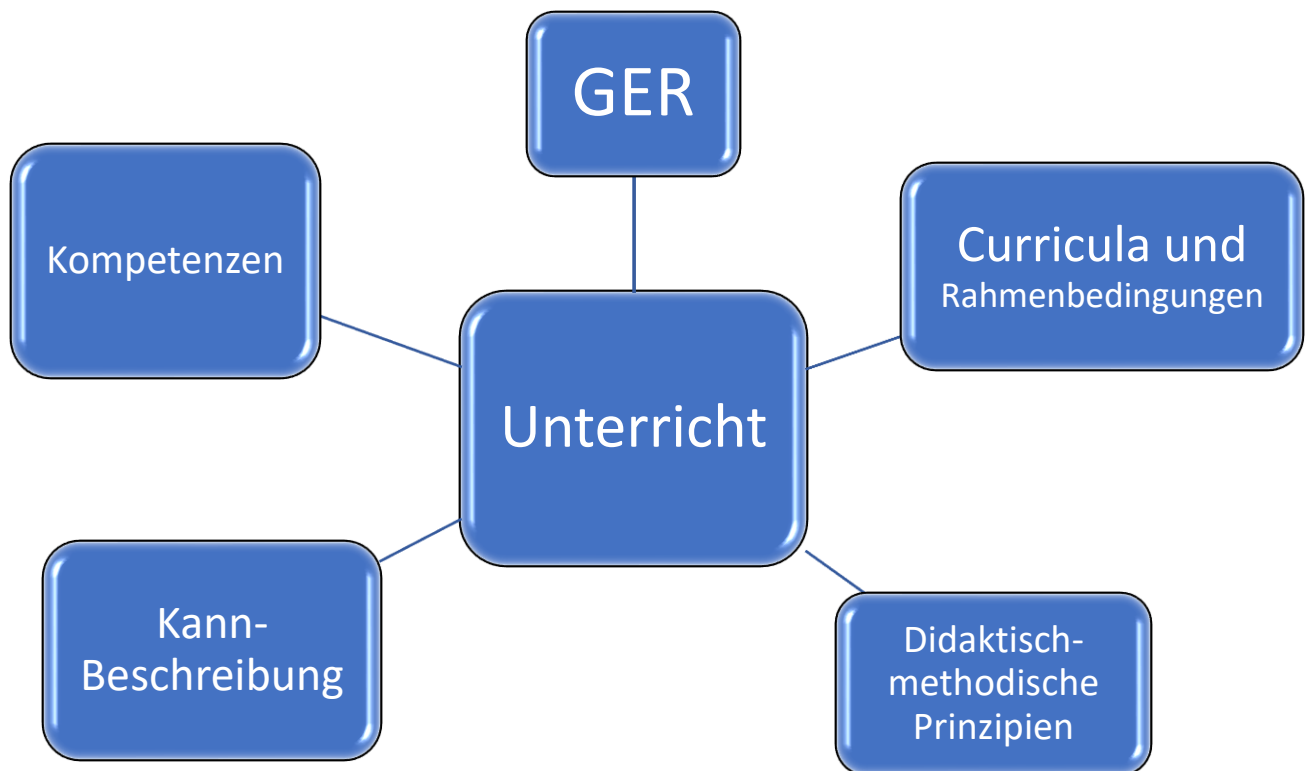 GER
Kompetenzen
Curricula und
Rahmenbedingungen
Unterricht
Kann-
Beschreibung
Didaktisch-
methodische
Prinzipien